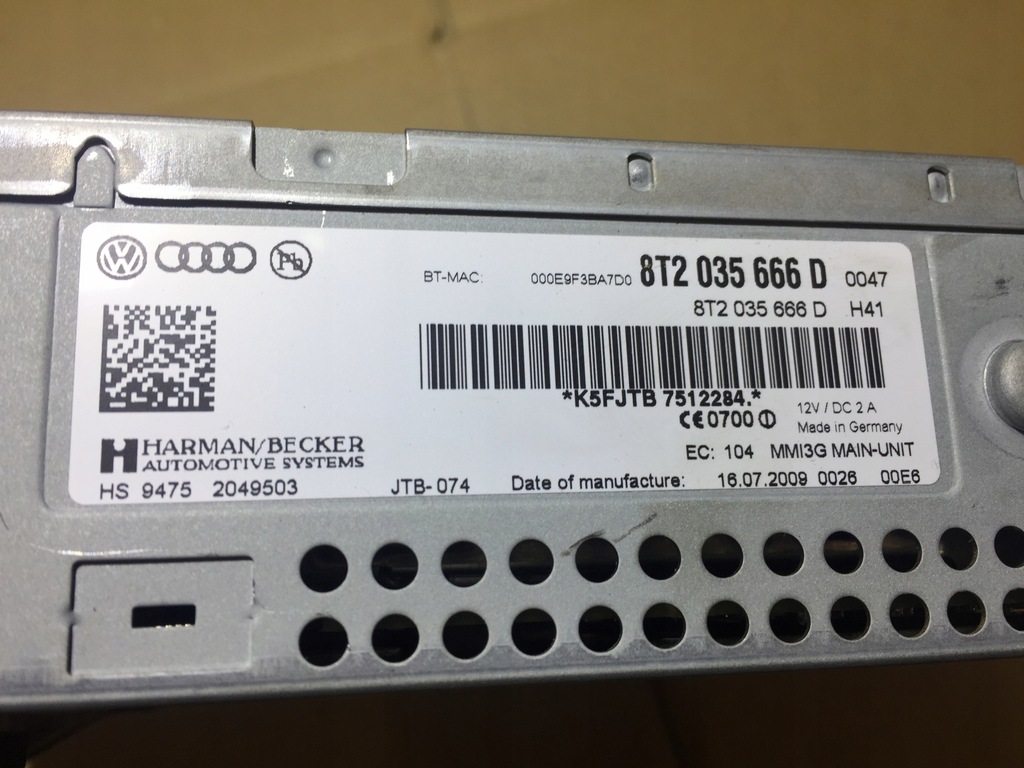 Pb
BT-MAC: 000E9F3BA7D0 8T2 035 666 D 0047
8T2 035 666 D H41
*K5FJTB 7512284.*
CE0700 12V / DC 2 A
Made in Germany
HARMAN/BECKER
AUTOMOTIVE SYSTEMS
EC: 104 MMI3G MAIN-UNIT
HS 9475 2049503 JTB-074 Date of manufacture: 16.07.2009 0026 00E6